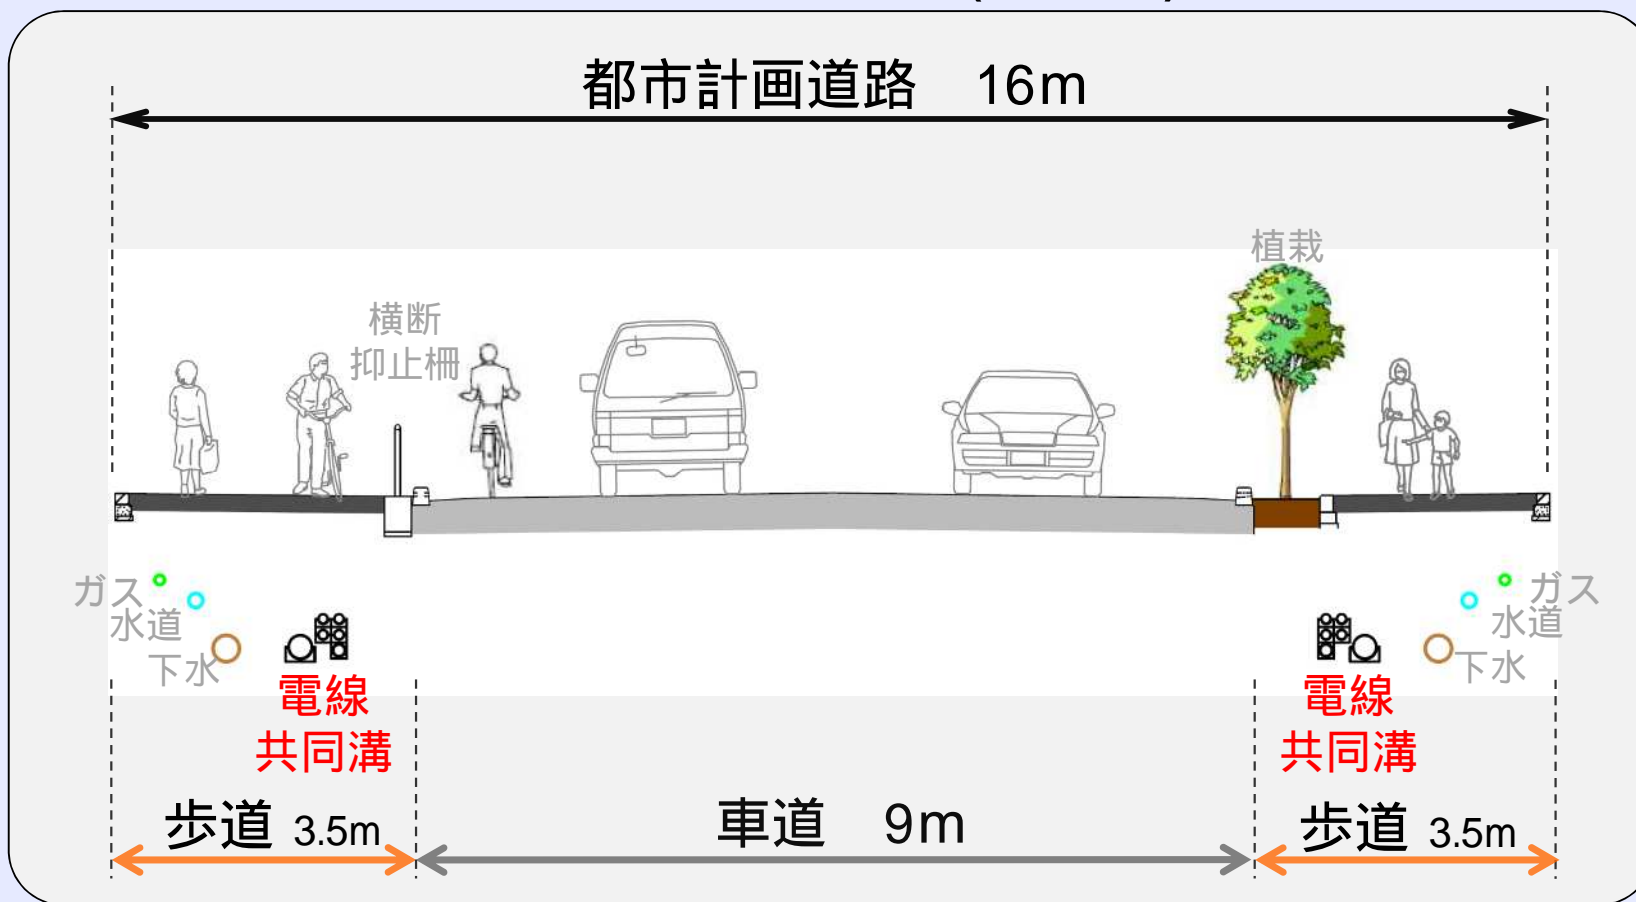 都市計画道路　16m
植栽
横断
抑止柵
ガス
水道
下水
電線
共同溝
ガス
水道
下水
電線
共同溝
歩道 3.5m
車道　9m
歩道 3.5m